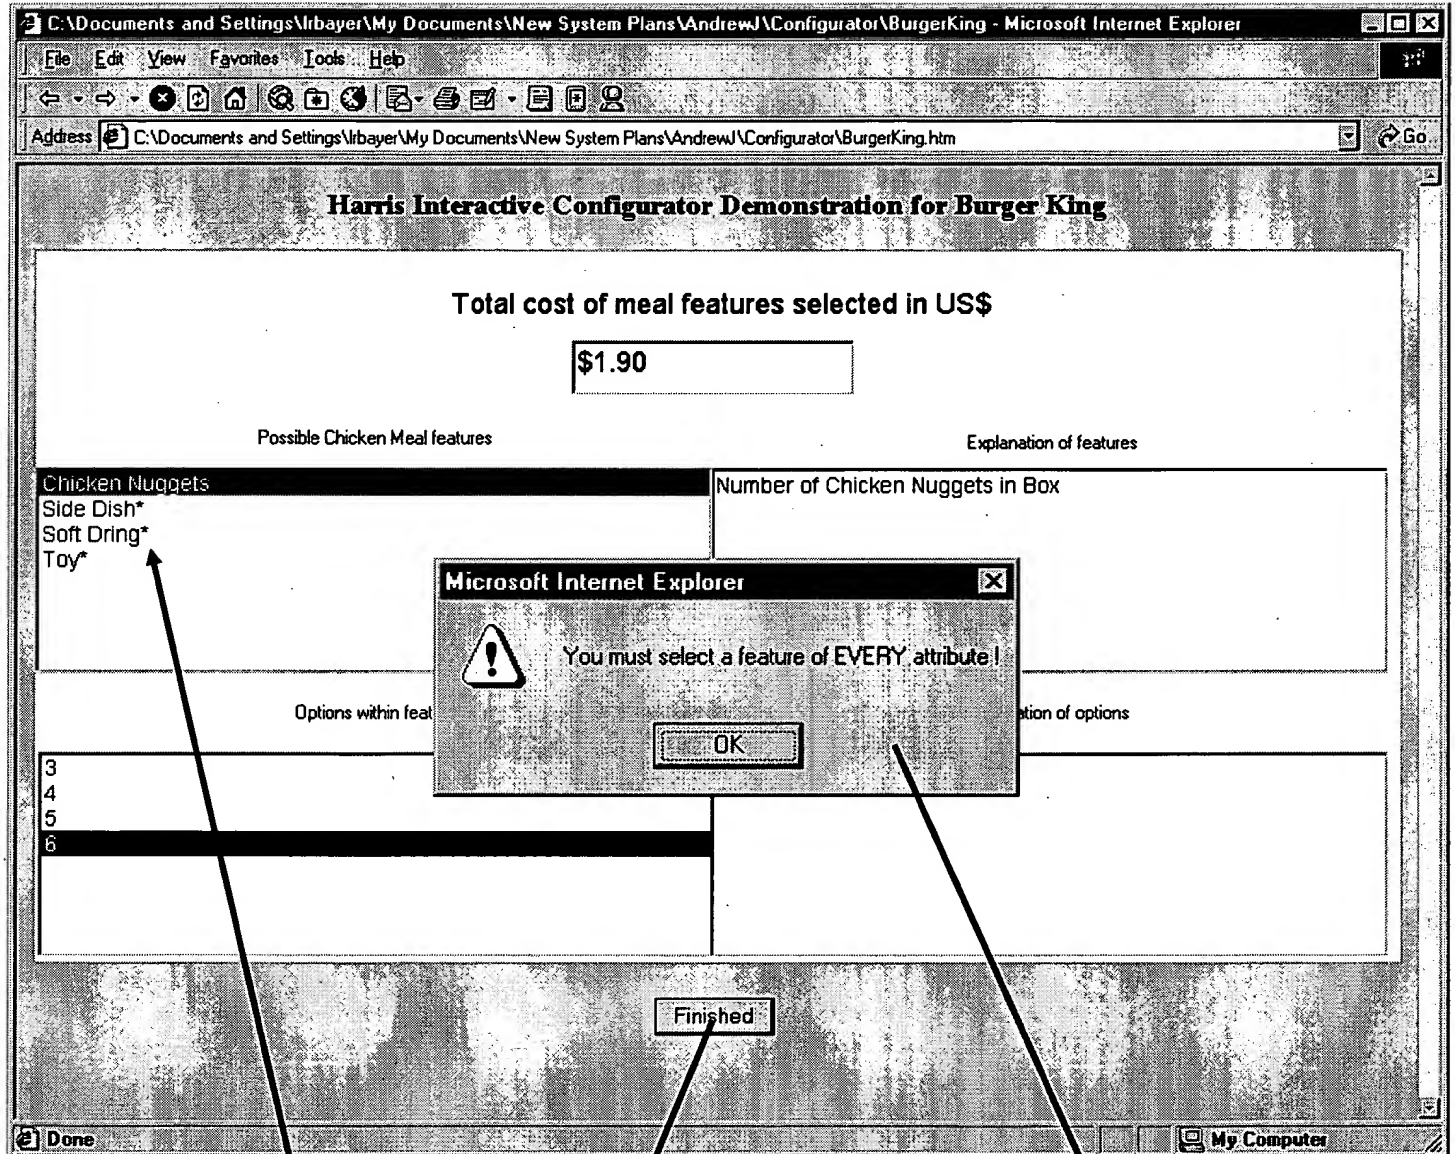 C:\Documents and Settings\lrbayer\My Documents\New System Plans\AndrewJ\Configurator\BurgerKing - Microsoft Internet Explorer
File Edit View Favorites Tools Help
Address C:\Documents and Settings\lrbayer\My Documents\New System Plans\AndrewJ\Configurator\BurgerKing.htm Go
Harris Interactive Configurator Demonstration for Burger King
Total cost of meal features selected in US$
$1.90
Possible Chicken Meal features
Explanation of features
Chicken Nuggets
Side Dish*
Soft Dring*
Toy*
Number of Chicken Nuggets in Box
Microsoft Internet Explorer
You must select a feature of EVERY attribute !
OK
Options within feat
ation of options
3
4
5
6
Finished
Done
My Computer